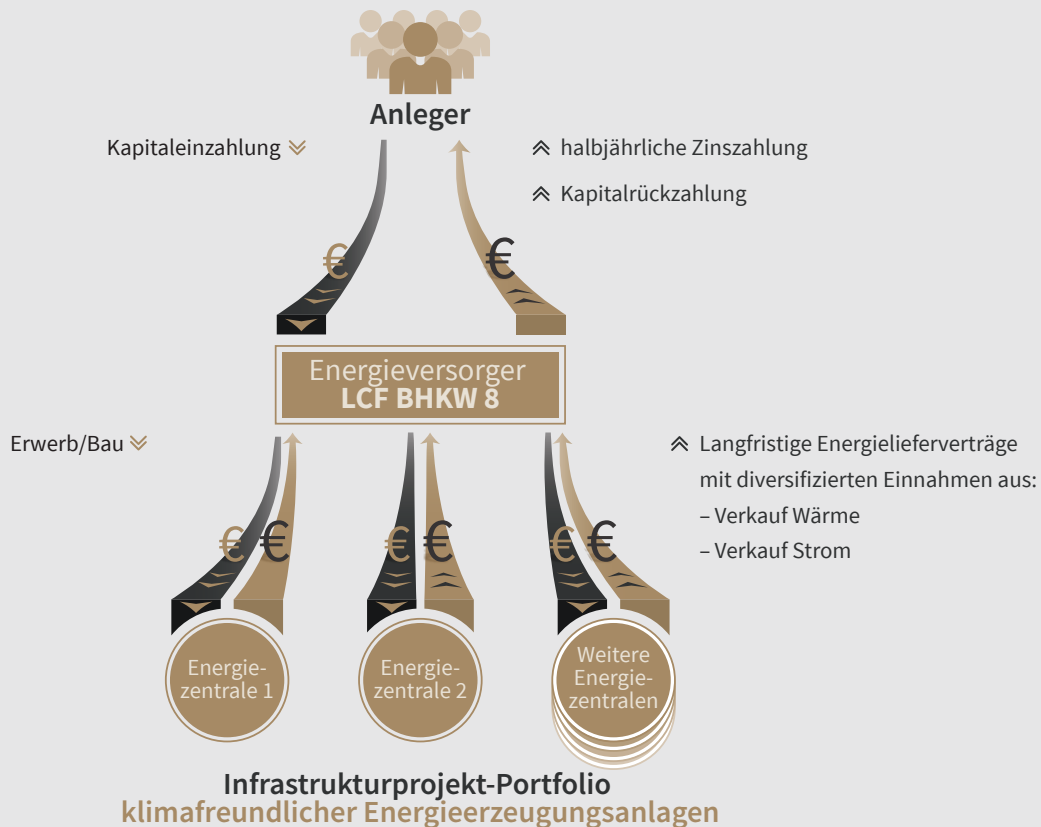 Anleger
Kapitaleinzahlung
halbjährliche Zinszahlung
Kapitalrückzahlung
€ €
Energieversorger
LCF BHKW 8
Erwerb/Bau
Langfristige Energielieferverträge
mit diversifizierten Einnahmen aus:
– Verkauf Wärme
– Verkauf Strom
€ € € € € €
Energie-
zentrale 1
Energie-
zentrale 2
Weitere
Energie-
zentralen
Infrastrukturprojekt-Portfolio
klimafreundlicher Energieerzeugungsanlagen